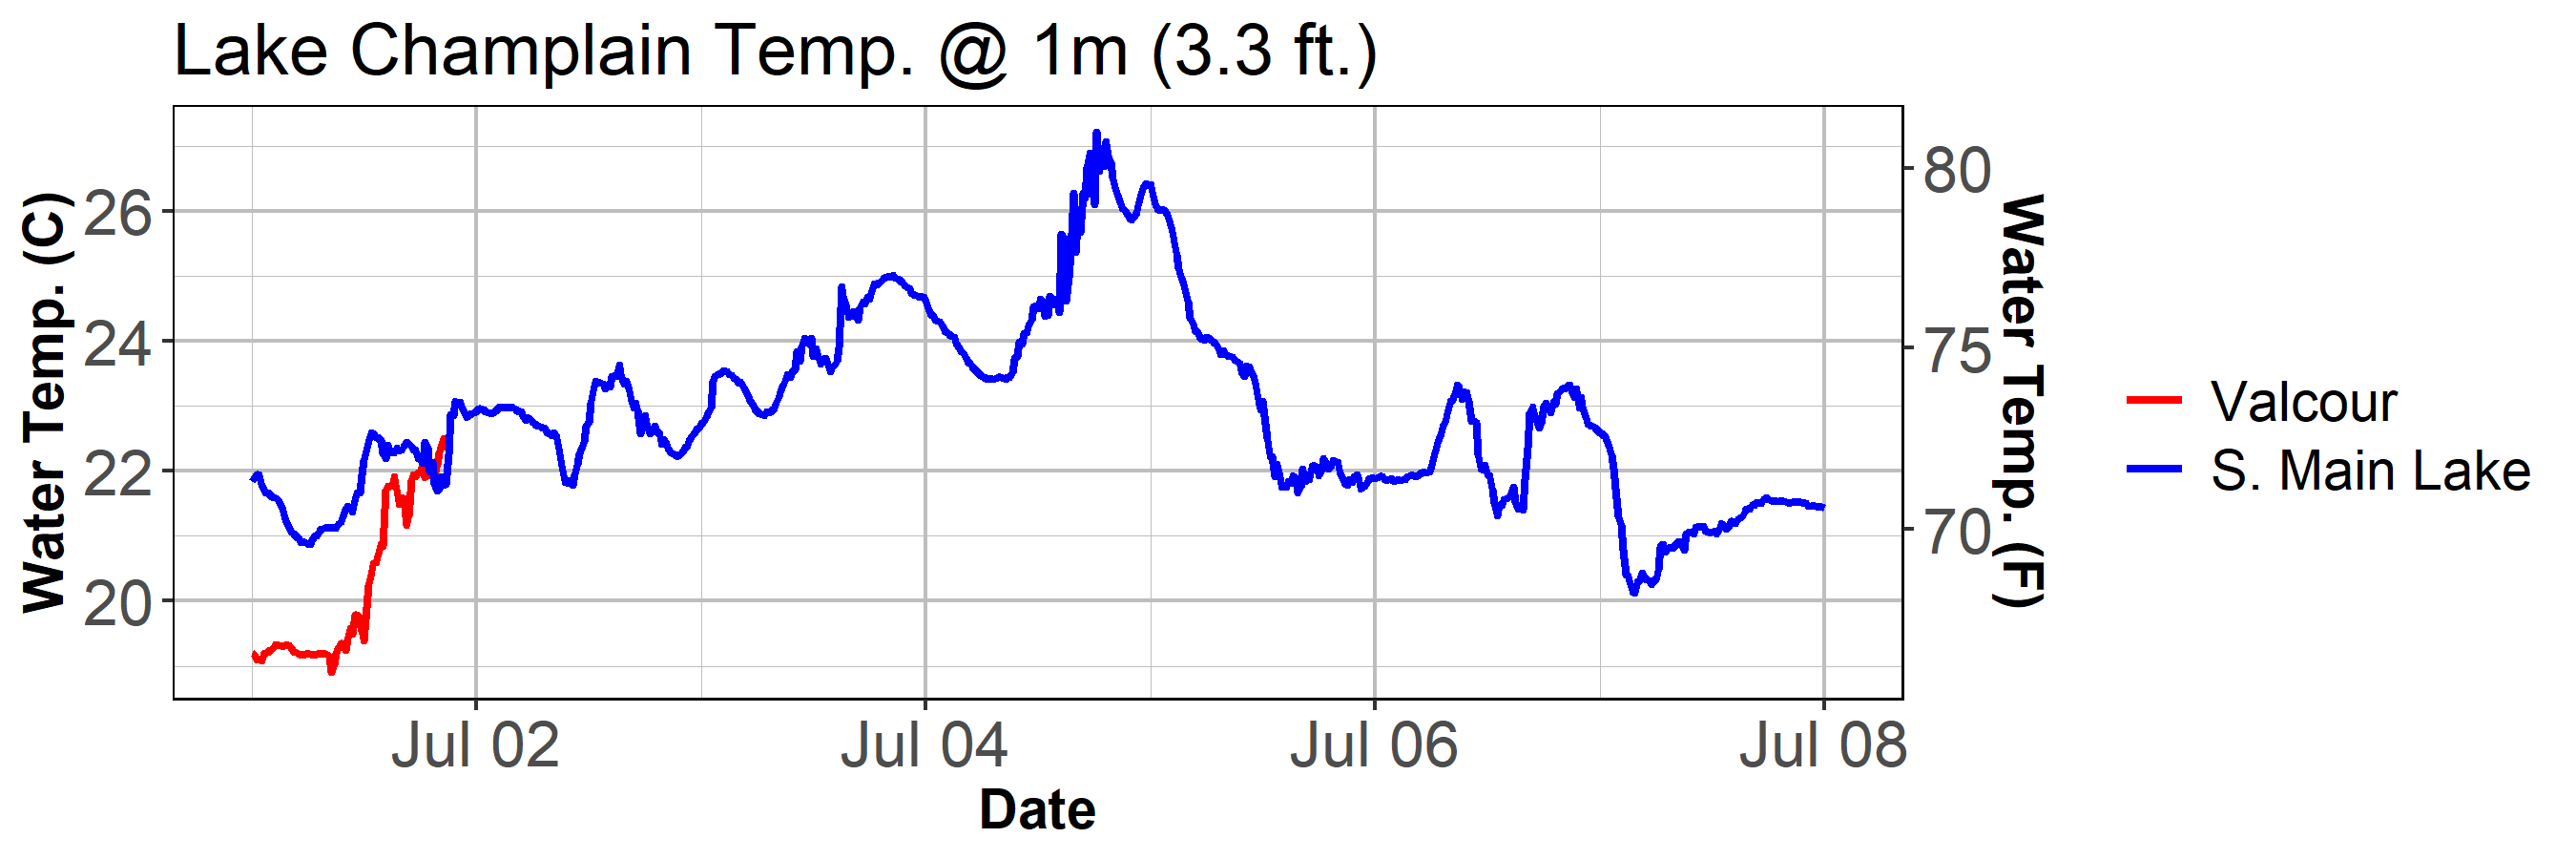 Lake Champlain Temp. @ 1m (3.3 ft.)
Water Temp. (C)
26
24
22
20
80
75
70
Water Temp. (F)
Jul 02
Jul 04
Jul 06
Jul 08
Date
Valcour
S. Main Lake